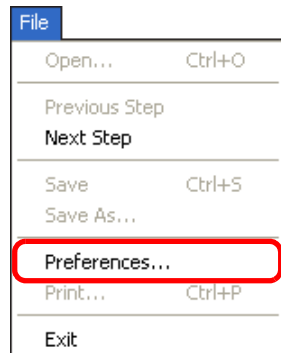 File
Open... Ctrl+O
Previous Step
Next Step
Save Ctrl+S
Save As...
Preferences...
Print... Ctrl+P
Exit